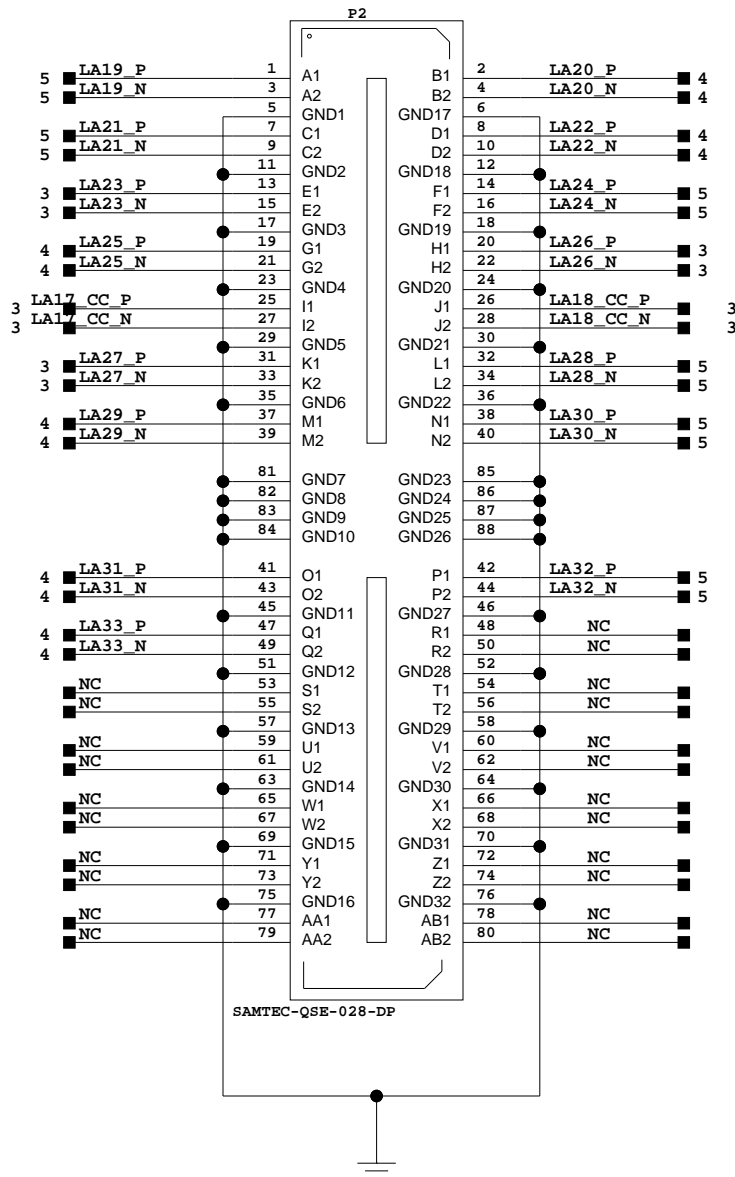 P2
5 LA19_P 1 A1 B1 2 LA20_P 4
5 LA19_N 3 A2 B2 4 LA20_N 4
5 GND1 GND17 6
5 LA21_P 7 C1 D1 8 LA22_P 4
5 LA21_N 9 C2 D2 10 LA22_N 4
11 GND2 GND18 12
3 LA23_P 13 E1 F1 14 LA24_P 5
3 LA23_N 15 E2 F2 16 LA24_N 5
17 GND3 GND19 18
4 LA25_P 19 G1 H1 20 LA26_P 3
4 LA25_N 21 G2 H2 22 LA26_N 3
23 GND4 GND20 24
3 LA17_CC_P 25 I1 J1 26 LA18_CC_P 3
3 LA17_CC_N 27 I2 J2 28 LA18_CC_N 3
29 GND5 GND21 30
3 LA27_P 31 K1 L1 32 LA28_P 5
3 LA27_N 33 K2 L2 34 LA28_N 5
35 GND6 GND22 36
4 LA29_P 37 M1 N1 38 LA30_P 5
4 LA29_N 39 M2 N2 40 LA30_N 5
81 GND7 GND23 85
82 GND8 GND24 86
83 GND9 GND25 87
84 GND10 GND26 88
4 LA31_P 41 O1 P1 42 LA32_P 5
4 LA31_N 43 O2 P2 44 LA32_N 5
45 GND11 GND27 46
4 LA33_P 47 Q1 R1 48 NC
4 LA33_N 49 Q2 R2 50 NC
51 GND12 GND28 52
NC 53 S1 T1 54 NC
NC 55 S2 T2 56 NC
57 GND13 GND29 58
NC 59 U1 V1 60 NC
NC 61 U2 V2 62 NC
63 GND14 GND30 64
NC 65 W1 X1 66 NC
NC 67 W2 X2 68 NC
69 GND15 GND31 70
NC 71 Y1 Z1 72 NC
NC 73 Y2 Z2 74 NC
75 GND16 GND32 76
NC 77 AA1 AB1 78 NC
NC 79 AA2 AB2 80 NC
SAMTEC-QSE-028-DP